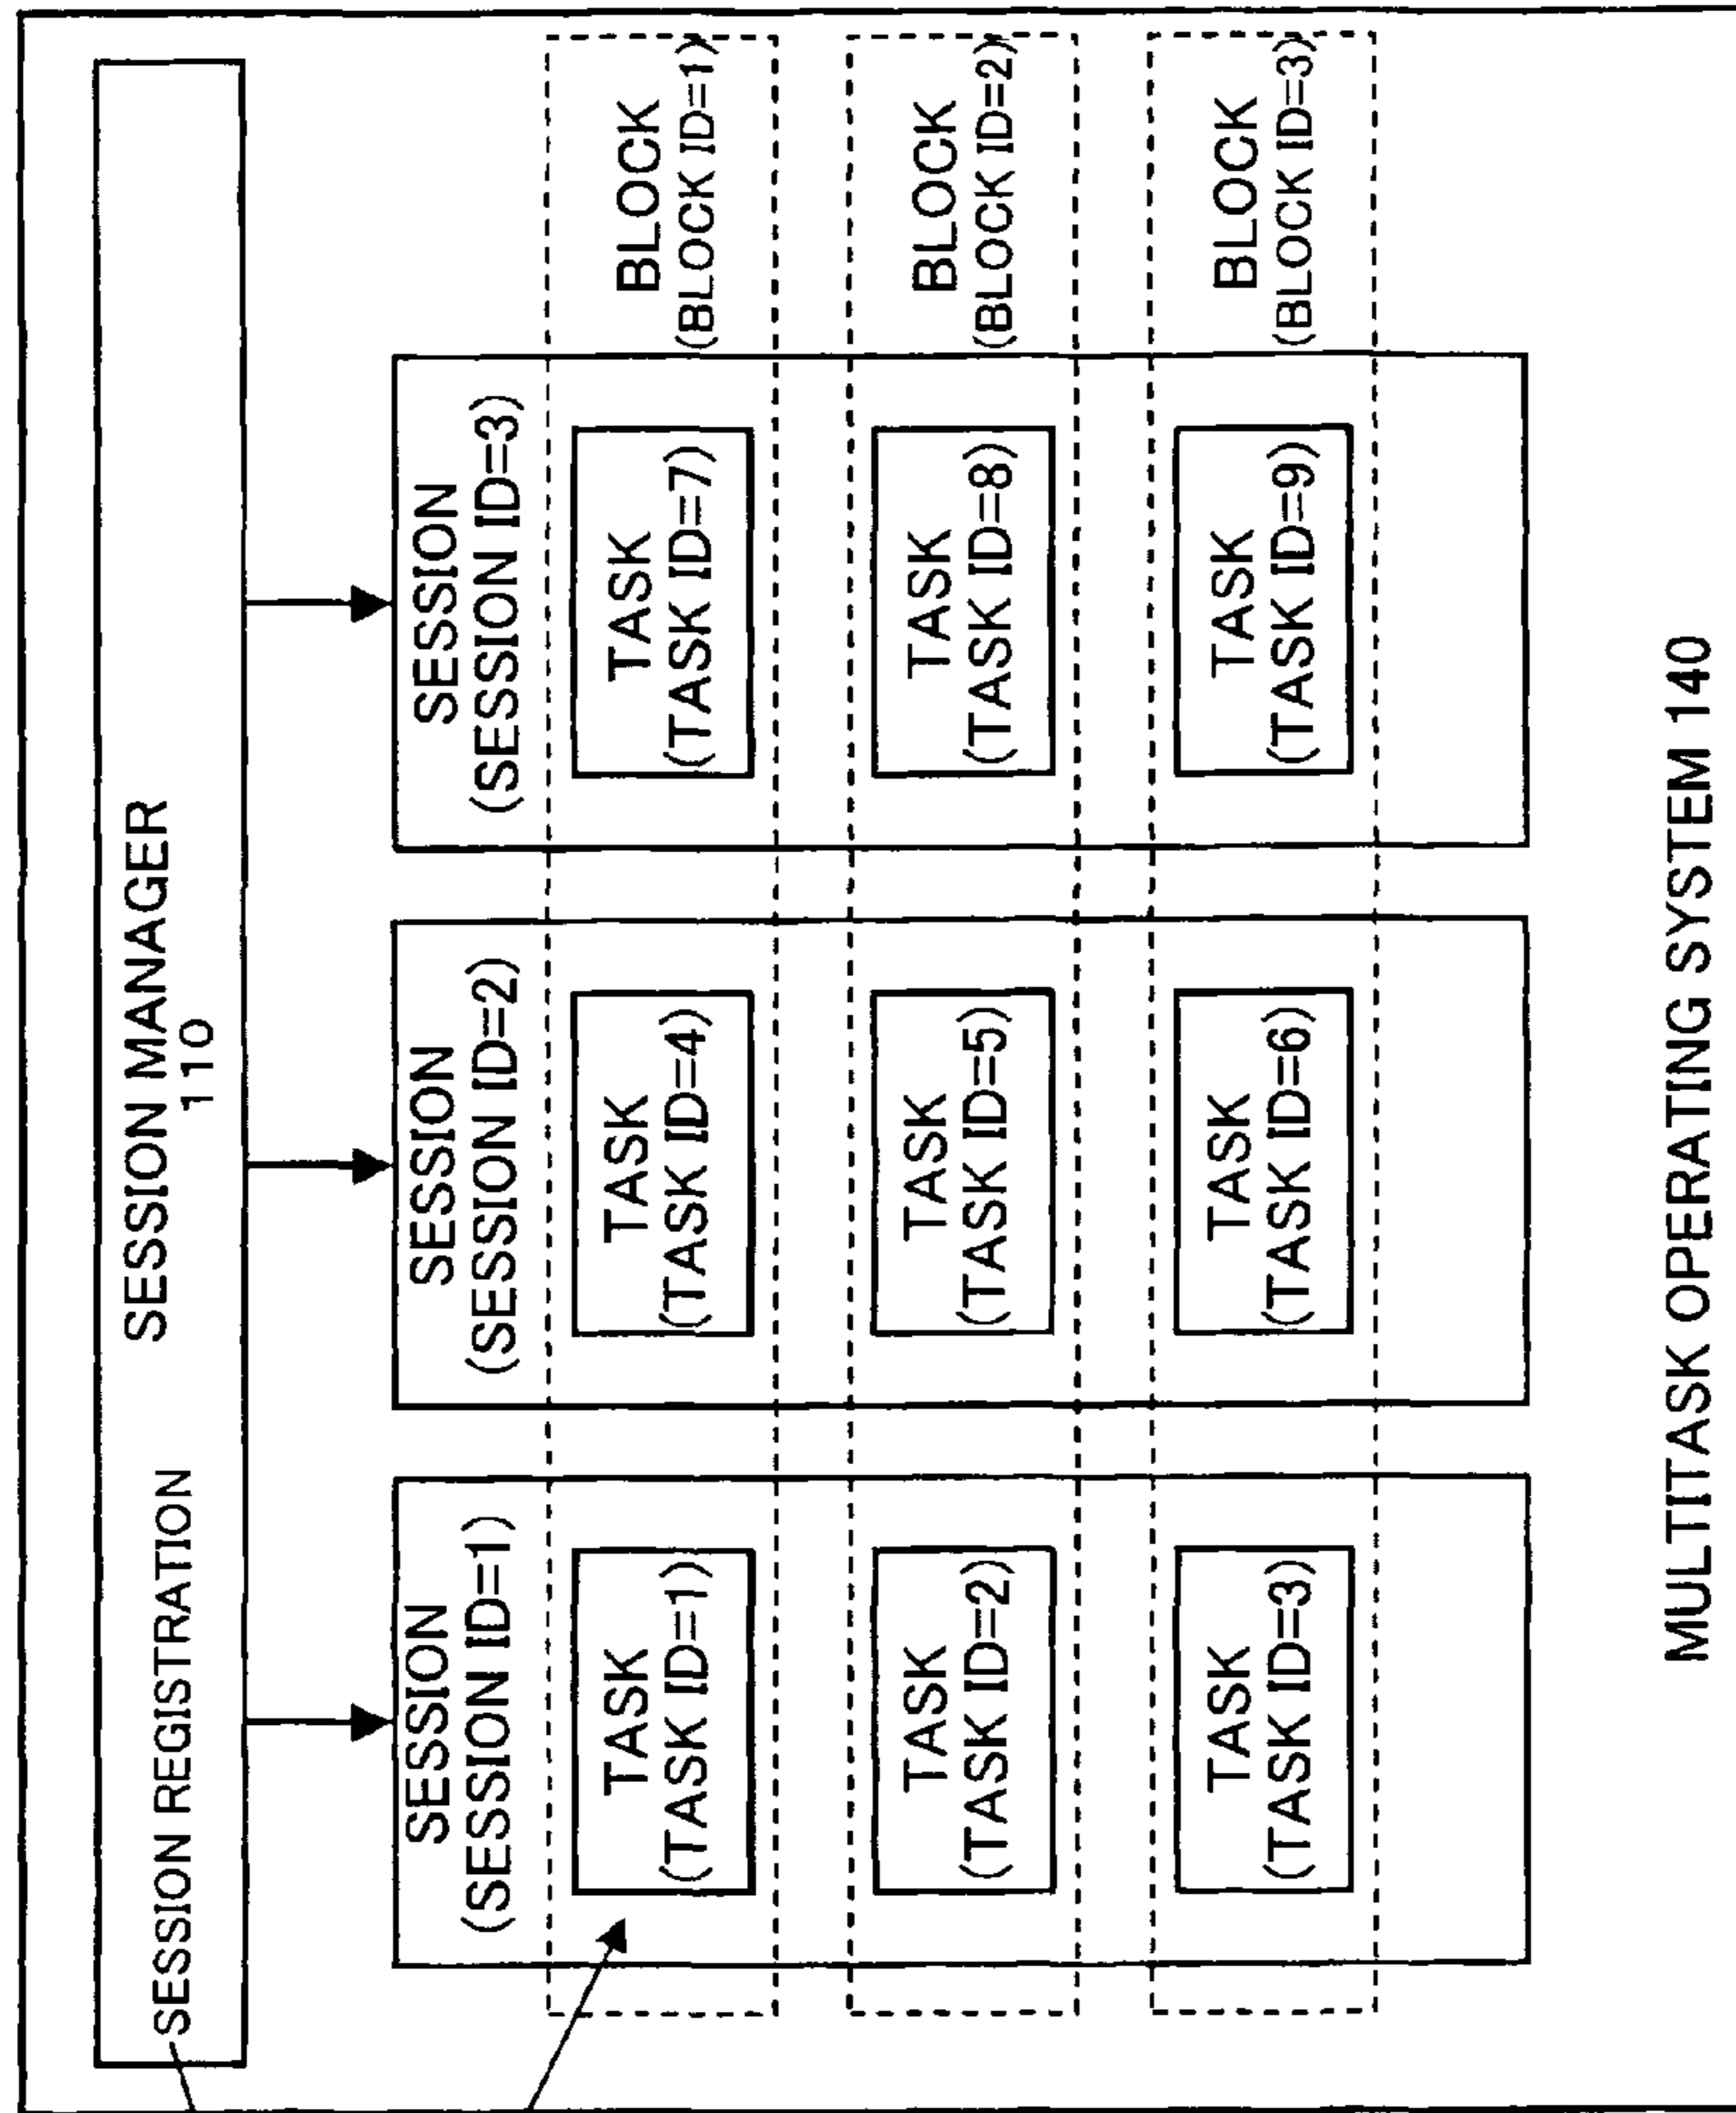 SESSION MANAGER
110
SESSION REGISTRATION
SESSION
(SESSION ID=1)
SESSION
(SESSION ID=2)
SESSION
(SESSION ID=3)
TASK
(TASK ID=1)
TASK
(TASK ID=4)
TASK
(TASK ID=7)
BLOCK
(BLOCK ID=1)
TASK
(TASK ID=2)
TASK
(TASK ID=5)
TASK
(TASK ID=8)
BLOCK
(BLOCK ID=2)
TASK
(TASK ID=3)
TASK
(TASK ID=6)
TASK
(TASK ID=9)
BLOCK
(BLOCK ID=3)
MULTITASK OPERATING SYSTEM 140